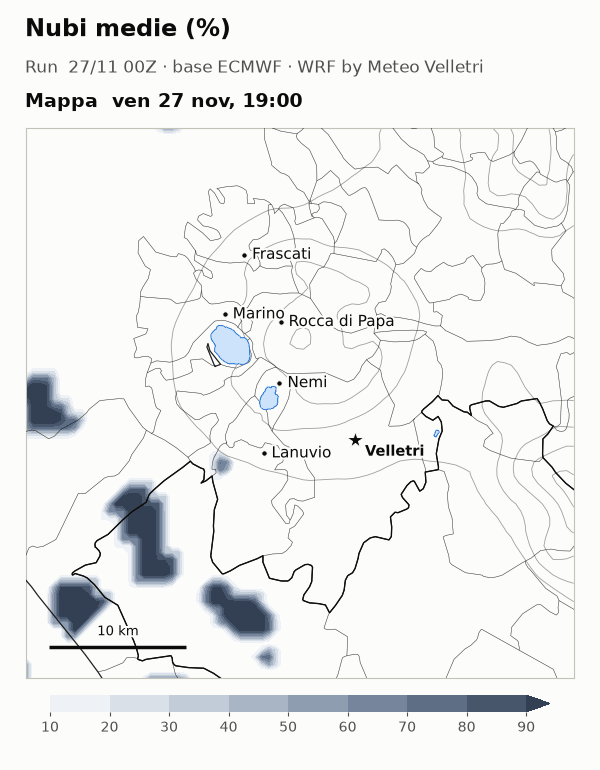 Nubi medie (%)
Run  27/11 00Z · base ECMWF · WRF by Meteo Velletri
Mappa  ven 27 nov, 19:00
Frascati
Marino
Rocca di Papa
Nemi
Velletri
Lanuvio
10 km
10 20 30 40 50 60 70 80 90